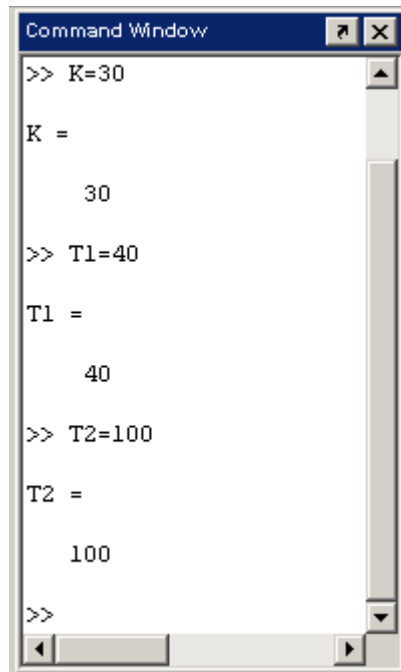 Command Window
>> K=30
K =
30
>> T1=40
T1 =
40
>> T2=100
T2 =
100
>>